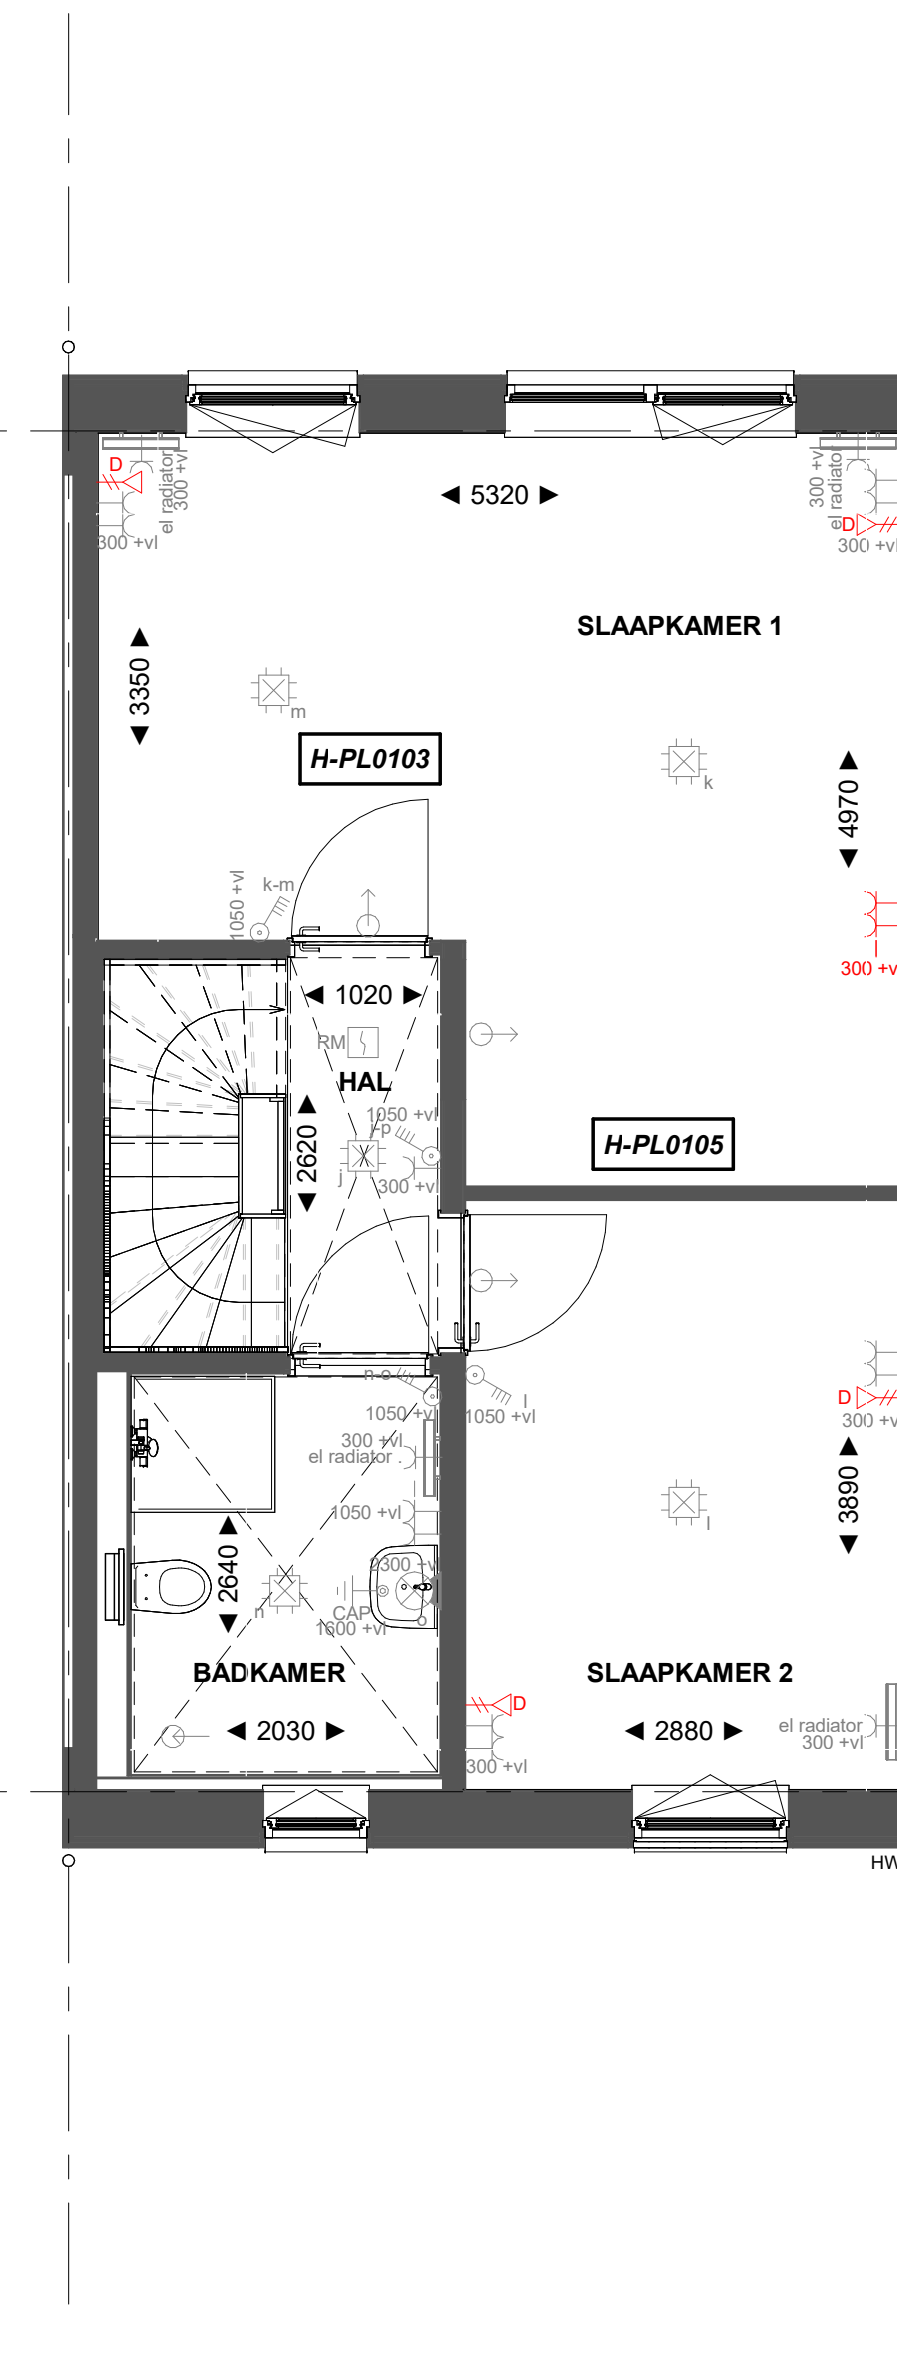 D
el radiator
300 +vl
300 +vl
5320
300 +vl
el radiator
D
300 +vl
SLAAPKAMER 1
3350
m
H-PL0103
k
4970
1050 +vl
k-m
300 +v
1020
RM
HAL
1050 +vl
j-p
2620
j
300 +vl
H-PL0105
n-o
1050 +vl
l
1050 +vl
300 +vl
el radiator .
D
300 +v
1050 +vl
3890
l
2300 +vl
2640
n
CAP
1600 +vl
o
BADKAMER
SLAAPKAMER 2
D
2030
2880
el radiator
300 +vl
300 +vl
HW